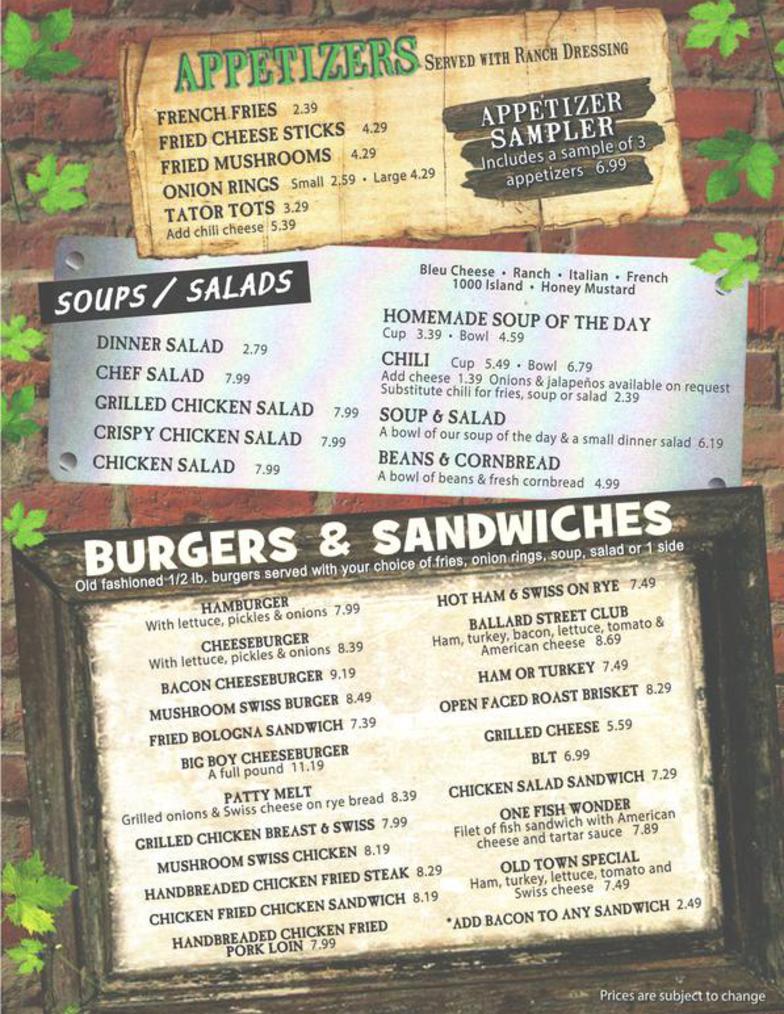 APPETIZERS SERVED WITH RANCH DRESSING
FRENCH FRIES 2.39
FRIED CHEESE STICKS 4.29
FRIED MUSHROOMS 4.29
ONION RINGS Small 2.59 • Large 4.29
TATOR TOTS 3.29
Add chili cheese 5.39
APPETIZER
SAMPLER
Includes a sample of 3
appetizers 6.99
SOUPS / SALADS
DINNER SALAD 2.79
CHEF SALAD 7.99
GRILLED CHICKEN SALAD 7.99
CRISPY CHICKEN SALAD 7.99
CHICKEN SALAD 7.99
Bleu Cheese • Ranch • Italian • French
1000 Island • Honey Mustard
HOMEMADE SOUP OF THE DAY
Cup 3.39 • Bowl 4.59
CHILI Cup 5.49 • Bowl 6.79
Add cheese 1.39 Onions & jalapeños available on request
Substitute chili for fries, soup or salad 2.39
SOUP & SALAD
A bowl of our soup of the day & a small dinner salad 6.19
BEANS & CORNBREAD
A bowl of beans & fresh cornbread 4.99
BURGERS & SANDWICHES
Old fashioned 1/2 lb. burgers served with your choice of fries, onion rings, soup, salad or 1 side
HAMBURGER
With lettuce, pickles & onions 7.99
CHEESEBURGER
With lettuce, pickles & onions 8.39
BACON CHEESEBURGER 9.19
MUSHROOM SWISS BURGER 8.49
FRIED BOLOGNA SANDWICH 7.39
BIG BOY CHEESEBURGER
A full pound 11.19
PATTY MELT
Grilled onions & Swiss cheese on rye bread 8.39
GRILLED CHICKEN BREAST & SWISS 7.99
MUSHROOM SWISS CHICKEN 8.19
HANDBREADED CHICKEN FRIED STEAK 8.29
CHICKEN FRIED CHICKEN SANDWICH 8.19
HANDBREADED CHICKEN FRIED
PORK LOIN 7.99
HOT HAM & SWISS ON RYE 7.49
BALLARD STREET CLUB
Ham, turkey, bacon, lettuce, tomato &
American cheese 8.69
HAM OR TURKEY 7.49
OPEN FACED ROAST BRISKET 8.29
GRILLED CHEESE 5.59
BLT 6.99
CHICKEN SALAD SANDWICH 7.29
ONE FISH WONDER
Filet of fish sandwich with American
cheese and tartar sauce 7.89
OLD TOWN SPECIAL
Ham, turkey, lettuce, tomato and
Swiss cheese 7.49
*ADD BACON TO ANY SANDWICH 2.49
Prices are subject to change